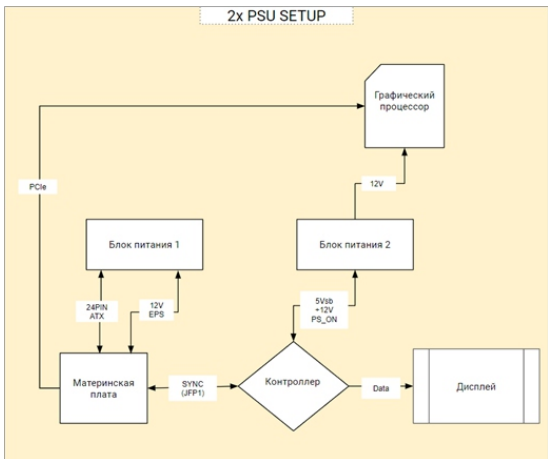 2x PSU SETUP
Графический
процессор
PCIe
12V
Блок питания 1
Блок питания 2
24PIN
ATX
12V
EPS
5Vsb
+12V
PS_ON
Материнская
плата
SYNC
(JFP1)
Контроллер
Data
Дисплей